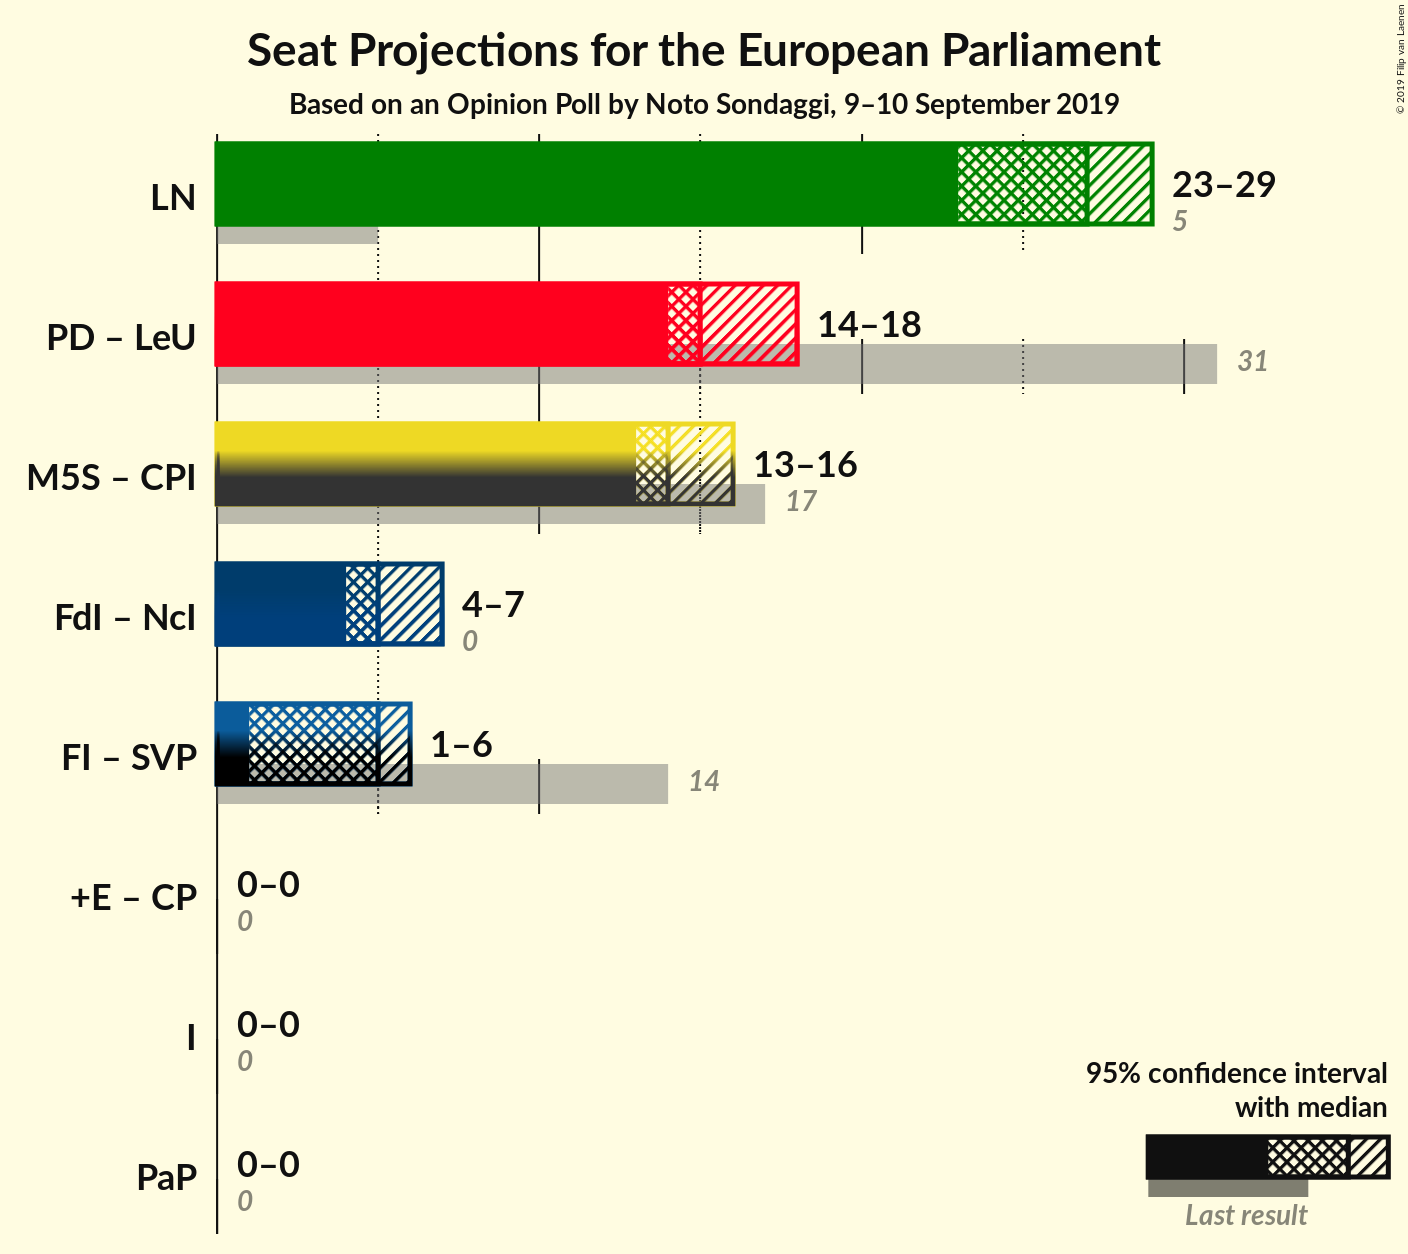 Seat Projections for the European Parliament
Based on an Opinion Poll by Noto Sondaggi, 9–10 September 2019
© 2019 Filip van Laenen
LN
23–29
5
PD – LeU
14–18
31
M5S – CPI
13–16
17
FdI – NcI
4–7
0
FI – SVP
1–6
14
+E – CP
0–0
0
I
0–0
0
PaP
0–0
0
95% confidence interval
with median
Last result